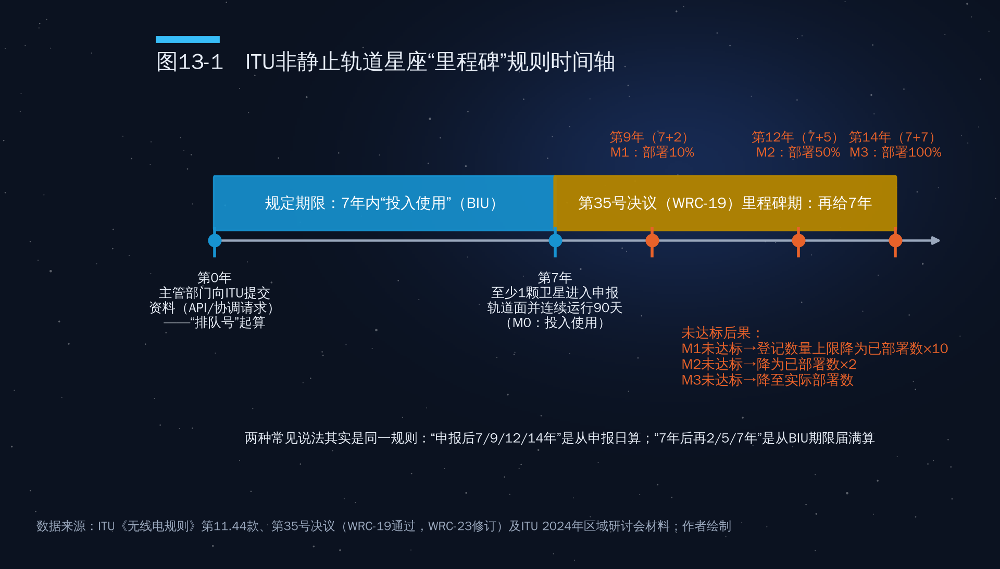 图13-1　ITU非静止轨道星座“里程碑”规则时间轴
第9年（7+2）
M1：部署10%
第12年（7+5）
M2：部署50%
第14年（7+7）
M3：部署100%
规定期限：7年内“投入使用”（BIU）
第35号决议（WRC-19）里程碑期：再给7年
第0年
主管部门向ITU提交
资料（API/协调请求）
——“排队号”起算
第7年
至少1颗卫星进入申报
轨道面并连续运行90天
（M0：投入使用）
未达标后果：
M1未达标→登记数量上限降为已部署数×10
M2未达标→降为已部署数×2
M3未达标→降至实际部署数
两种常见说法其实是同一规则：“申报后7/9/12/14年”是从申报日算；“7年后再2/5/7年”是从BIU期限届满算
数据来源：ITU《无线电规则》第11.44款、第35号决议（WRC-19通过，WRC-23修订）及ITU 2024年区域研讨会材料；作者绘制